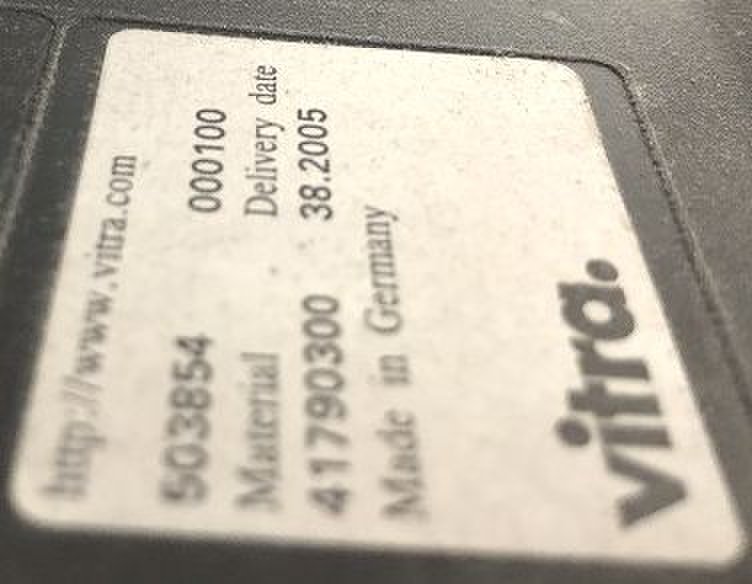 http://www.vitra.com
503854 000100
Material Delivery date
41790300 38.2005
Made in Germany
vitra.